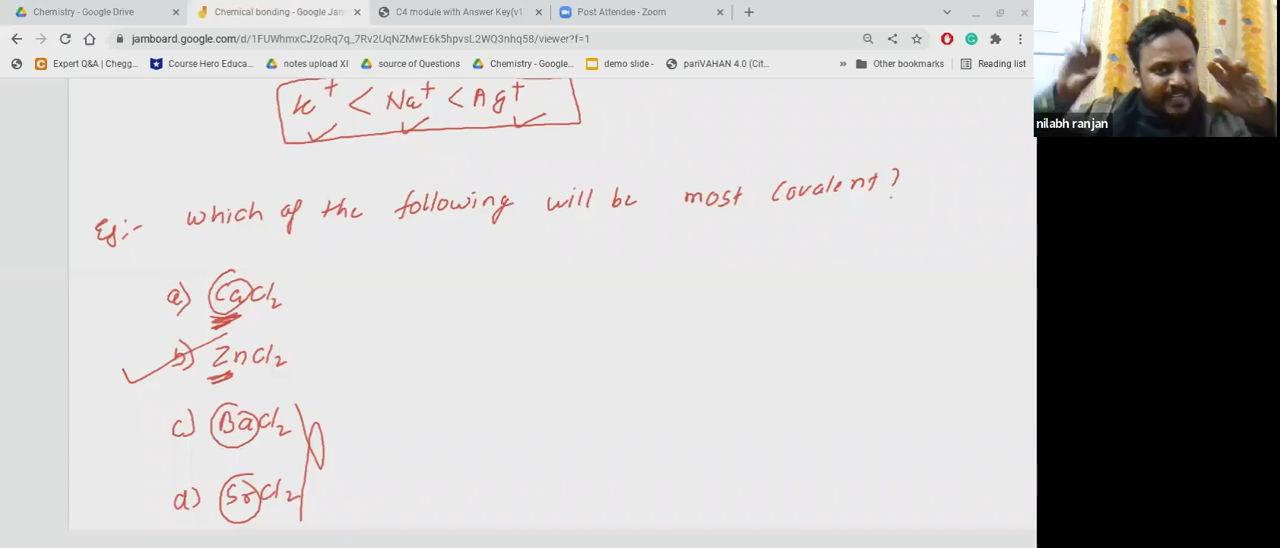 Chemistry - Google Drive
Chemical bonding - Google Jam
C4 module with Answer Key(v1
Post Attendee - Zoom
jamboard.google.com/d/1FUWhmxCJ2oRq7q_7Rv2UqNZMwE6k5hpvsL2WQ3nhq58/viewer?f=1
Expert Q&A | Chegg...
Course Hero Educa...
notes upload XI
source of Questions
Chemistry - Google...
demo slide -
pariVAHAN 4.0 (Cit...
»
Other bookmarks
Reading list
nilabh ranjan
K+ < Na+ < Ag+
Eg:- which of the following will be most covalent?
a) CaCl2
b) ZnCl2
c) BaCl2
d) SrCl2